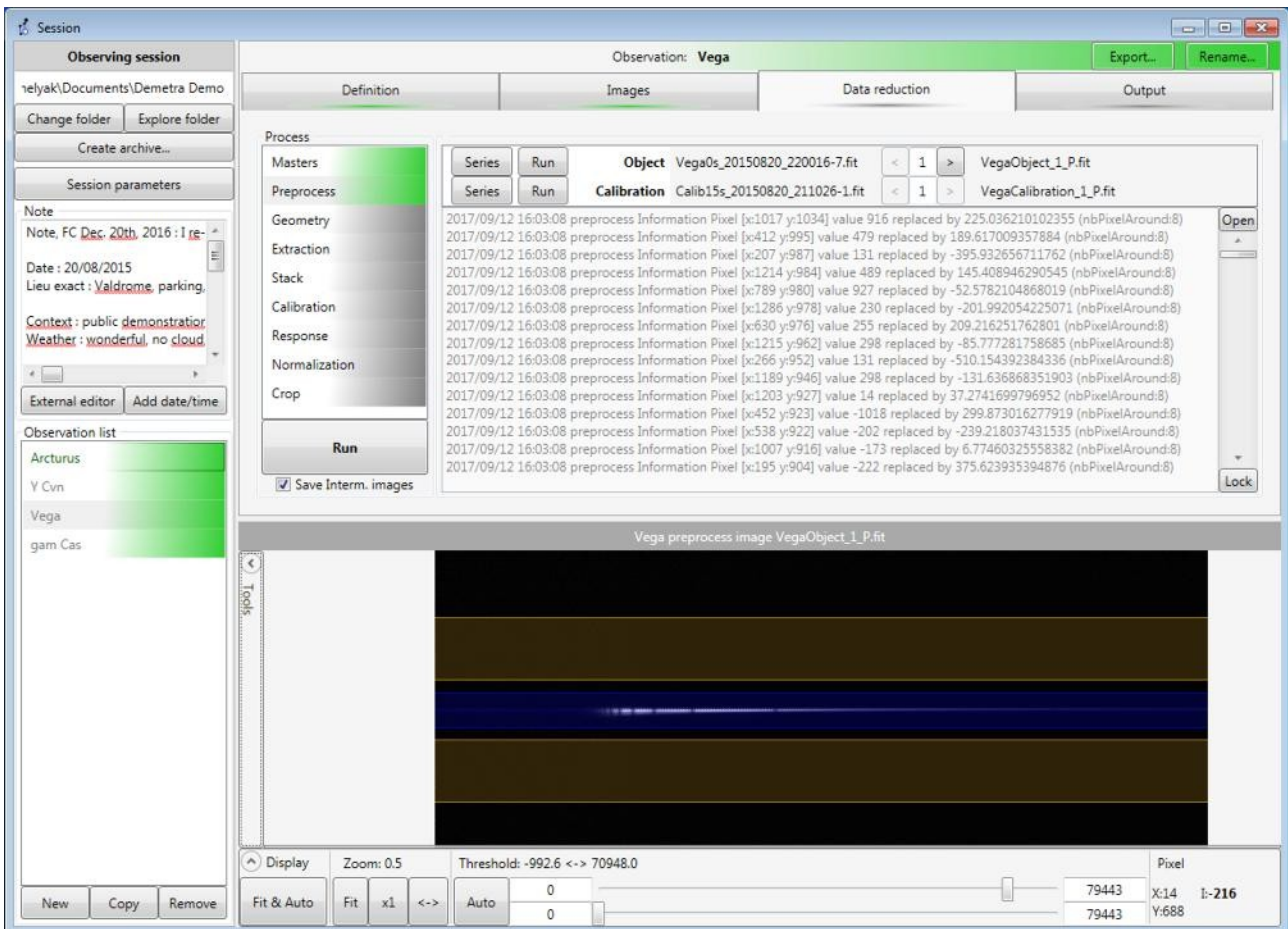 Session
Observing session
nelyak\Documents\Demetra Demo
Change folder
Explore folder
Create archive...
Session parameters
Note
Note, FC Dec. 20th, 2016 : I re-
Date : 20/08/2015
Lieu exact : Valdrome, parking,
Context : public demonstration
Weather : wonderful, no cloud,
External editor
Add date/time
Observation list
Arcturus
Y Cvn
Vega
gam Cas
New
Copy
Remove
Observation: Vega
Export...
Rename...
Definition
Images
Data reduction
Output
Process
Masters
Preprocess
Geometry
Extraction
Stack
Calibration
Response
Normalization
Crop
Run
Save Interm. images
Series Run Object Vega0s_20150820_220016-7.fit < 1 > VegaObject_1_P.fit
Series Run Calibration Calib15s_20150820_211026-1.fit < 1 > VegaCalibration_1_P.fit
2017/09/12 16:03:08 preprocess Information Pixel [x:1017 y:1034] value 916 replaced by 225.036210102355 (nbPixelAround:8)
2017/09/12 16:03:08 preprocess Information Pixel [x:412 y:995] value 479 replaced by 189.617009357884 (nbPixelAround:8)
2017/09/12 16:03:08 preprocess Information Pixel [x:207 y:987] value 131 replaced by -395.932656711762 (nbPixelAround:8)
2017/09/12 16:03:08 preprocess Information Pixel [x:1214 y:984] value 489 replaced by 145.408946290545 (nbPixelAround:8)
2017/09/12 16:03:08 preprocess Information Pixel [x:789 y:980] value 927 replaced by -52.5782104868019 (nbPixelAround:8)
2017/09/12 16:03:08 preprocess Information Pixel [x:1286 y:978] value 230 replaced by -201.992054225071 (nbPixelAround:8)
2017/09/12 16:03:08 preprocess Information Pixel [x:630 y:976] value 255 replaced by 209.216251762801 (nbPixelAround:8)
2017/09/12 16:03:08 preprocess Information Pixel [x:1215 y:962] value 298 replaced by -85.777281758685 (nbPixelAround:8)
2017/09/12 16:03:08 preprocess Information Pixel [x:266 y:952] value 131 replaced by -510.154392384336 (nbPixelAround:8)
2017/09/12 16:03:08 preprocess Information Pixel [x:1189 y:946] value 298 replaced by -131.636868351903 (nbPixelAround:8)
2017/09/12 16:03:08 preprocess Information Pixel [x:1203 y:927] value 14 replaced by 37.2741699796952 (nbPixelAround:8)
2017/09/12 16:03:08 preprocess Information Pixel [x:452 y:923] value -1018 replaced by 299.873016277919 (nbPixelAround:8)
2017/09/12 16:03:08 preprocess Information Pixel [x:538 y:922] value -202 replaced by -239.218037431535 (nbPixelAround:8)
2017/09/12 16:03:08 preprocess Information Pixel [x:1007 y:916] value -173 replaced by 6.77460325558382 (nbPixelAround:8)
2017/09/12 16:03:08 preprocess Information Pixel [x:195 y:904] value -222 replaced by 375.623935394876 (nbPixelAround:8)
Open
Lock
Vega preprocess image VegaObject_1_P.fit
Tools
Display
Zoom: 0.5
Threshold: -992.6 <-> 70948.0
Pixel
Fit & Auto
Fit
x1
<->
Auto
0
79443
0
79443
X:14 I:-216
Y:688